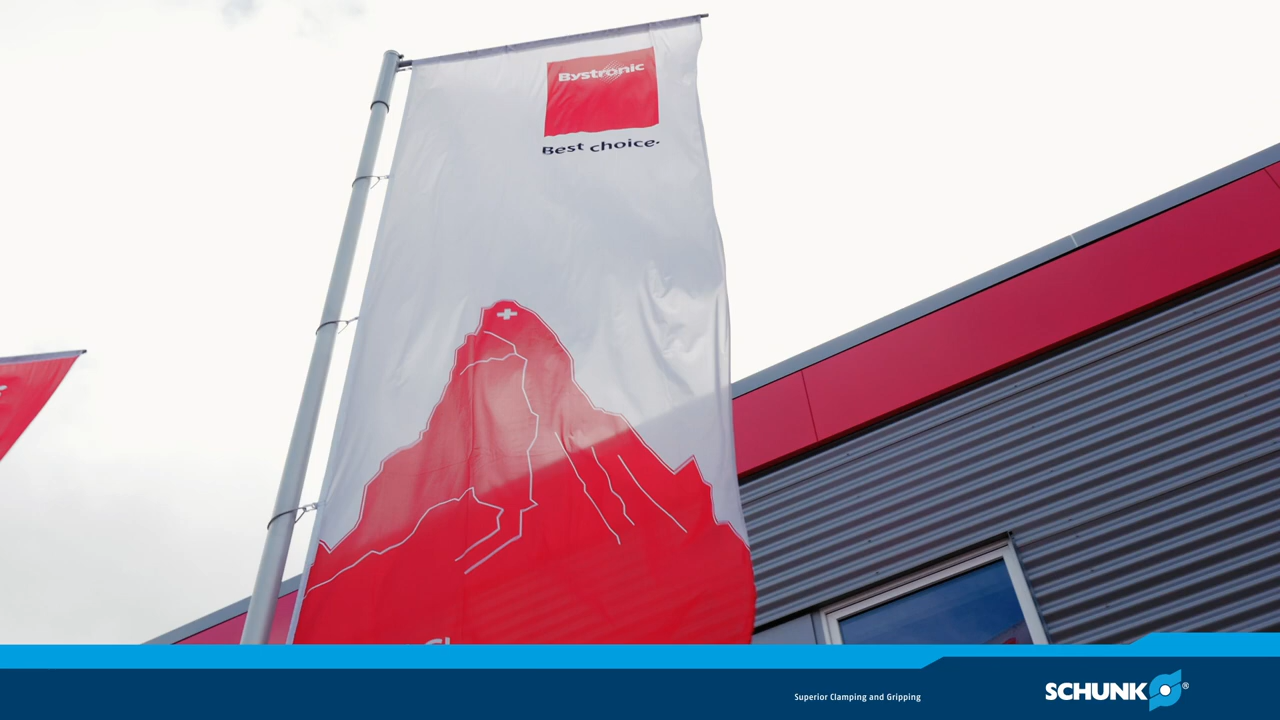 Bystronic
Best choice.
Superior Clamping and Gripping
SCHUNK ®